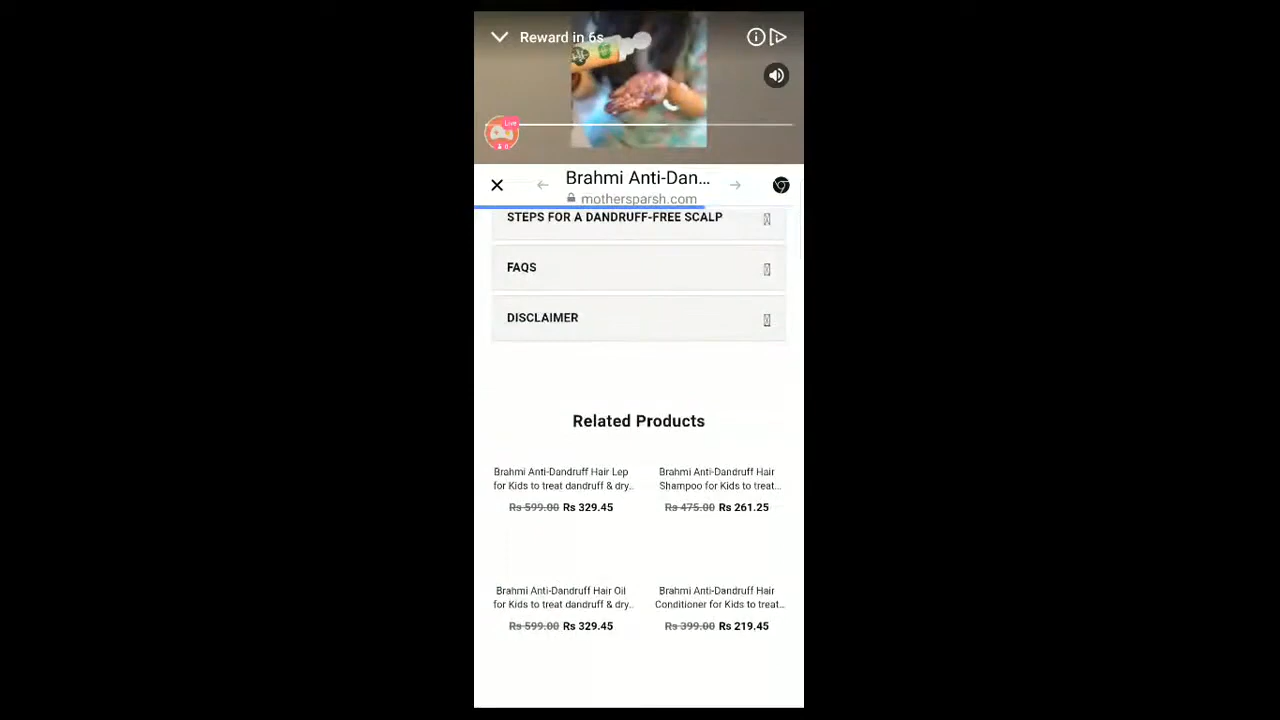 Reward in 6s
Live
0
Brahmi Anti-Dan...
mothersparsh.com
STEPS FOR A DANDRUFF-FREE SCALP
FAQS
DISCLAIMER
Related Products
Brahmi Anti-Dandruff Hair Lep
for Kids to treat dandruff & dry..
Rs 599.00 Rs 329.45
Brahmi Anti-Dandruff Hair
Shampoo for Kids to treat...
Rs 475.00 Rs 261.25
Brahmi Anti-Dandruff Hair Oil
for Kids to treat dandruff & dry..
Rs 599.00 Rs 329.45
Brahmi Anti-Dandruff Hair
Conditioner for Kids to treat...
Rs 399.00 Rs 219.45